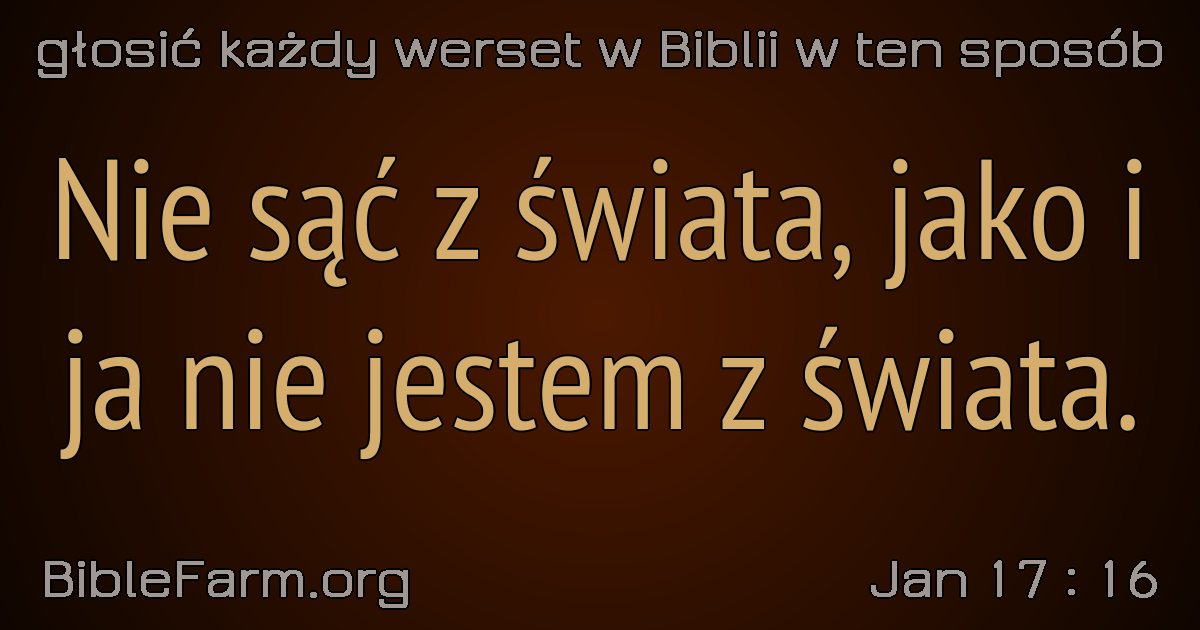 głosić każdy werset w Biblii w ten sposób
Nie sąć z świata, jako i
ja nie jestem z świata.
BibleFarm.org
Jan 17 : 16